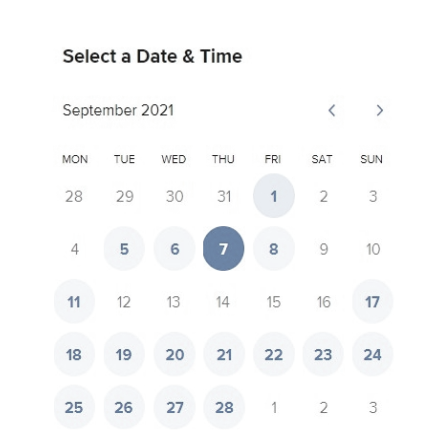 Select a Date & Time
September 2021
MON TUE WED THU FRI SAT SUN
28 29 30 31 1 2 3
4 5 6 7 8 9 10
11 12 13 14 15 16 17
18 19 20 21 22 23 24
25 26 27 28 1 2 3